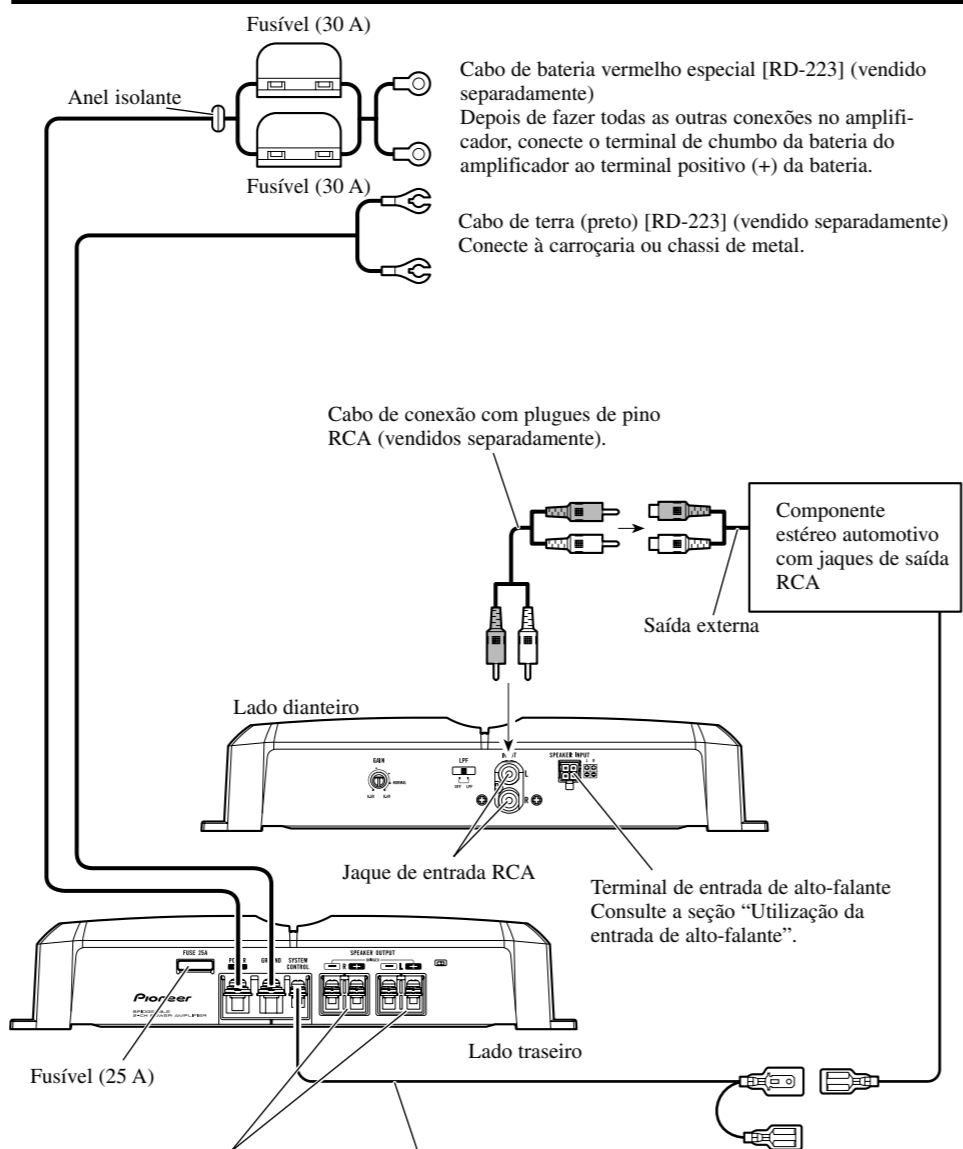 Fusível (30 A)
Anel isolante
Fusível (30 A)
Cabo de bateria vermelho especial [RD-223] (vendido
separadamente)
Depois de fazer todas as outras conexões no amplifi-
cador, conecte o terminal de chumbo da bateria do
amplificador ao terminal positivo (+) da bateria.
Cabo de terra (preto) [RD-223] (vendido separadamente)
Conecte à carroçaria ou chassi de metal.
Cabo de conexão com plugues de pino
RCA (vendidos separadamente).
Componente
estéreo automotivo
com jaques de saída
RCA
Saída externa
Lado dianteiro
GAIN
NORMAL
LPF
OFF LPF
SPEAKER INPUT
L
R
Jaque de entrada RCA
Terminal de entrada de alto-falante
Consulte a seção “Utilização da
entrada de alto-falante”.
FUSE 25A
POWER
GROUND
SYSTEM
CONTROL
SPEAKER OUTPUT
R
L
Pioneer
Lado traseiro
Fusível (25 A)